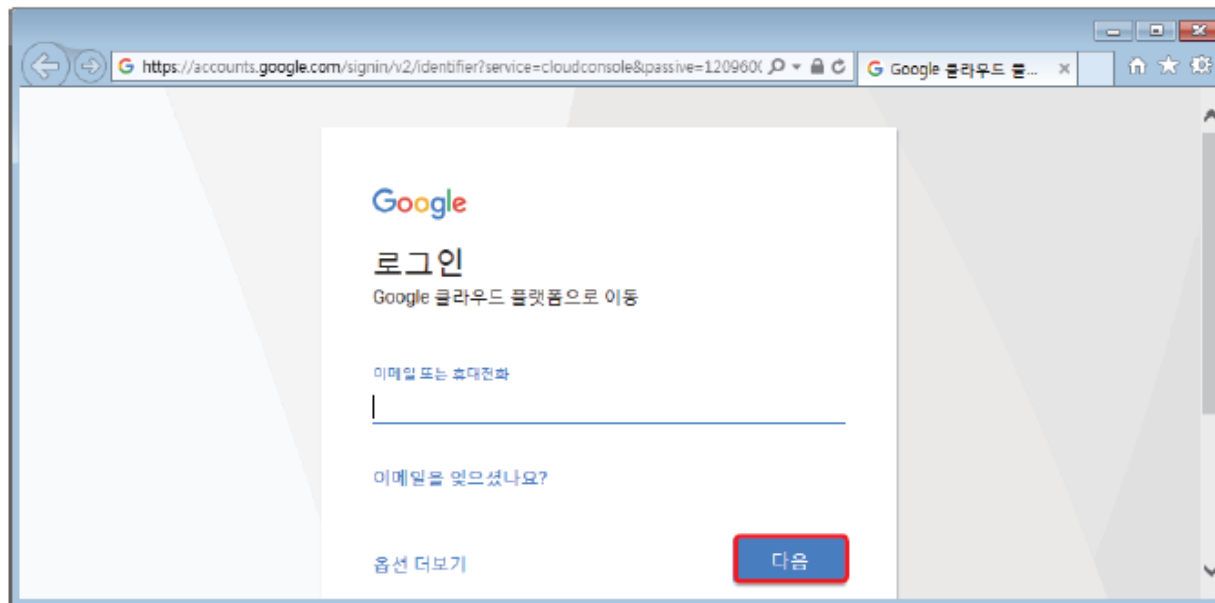 https://accounts.google.com/signin/v2/identifier?service=cloudconsole&passive=120960(
Google 클라우드 플...
Google
로그인
Google 클라우드 플랫폼으로 이동
이메일 또는 휴대전화
이메일을 잊으셨나요?
옵션 더보기
다음